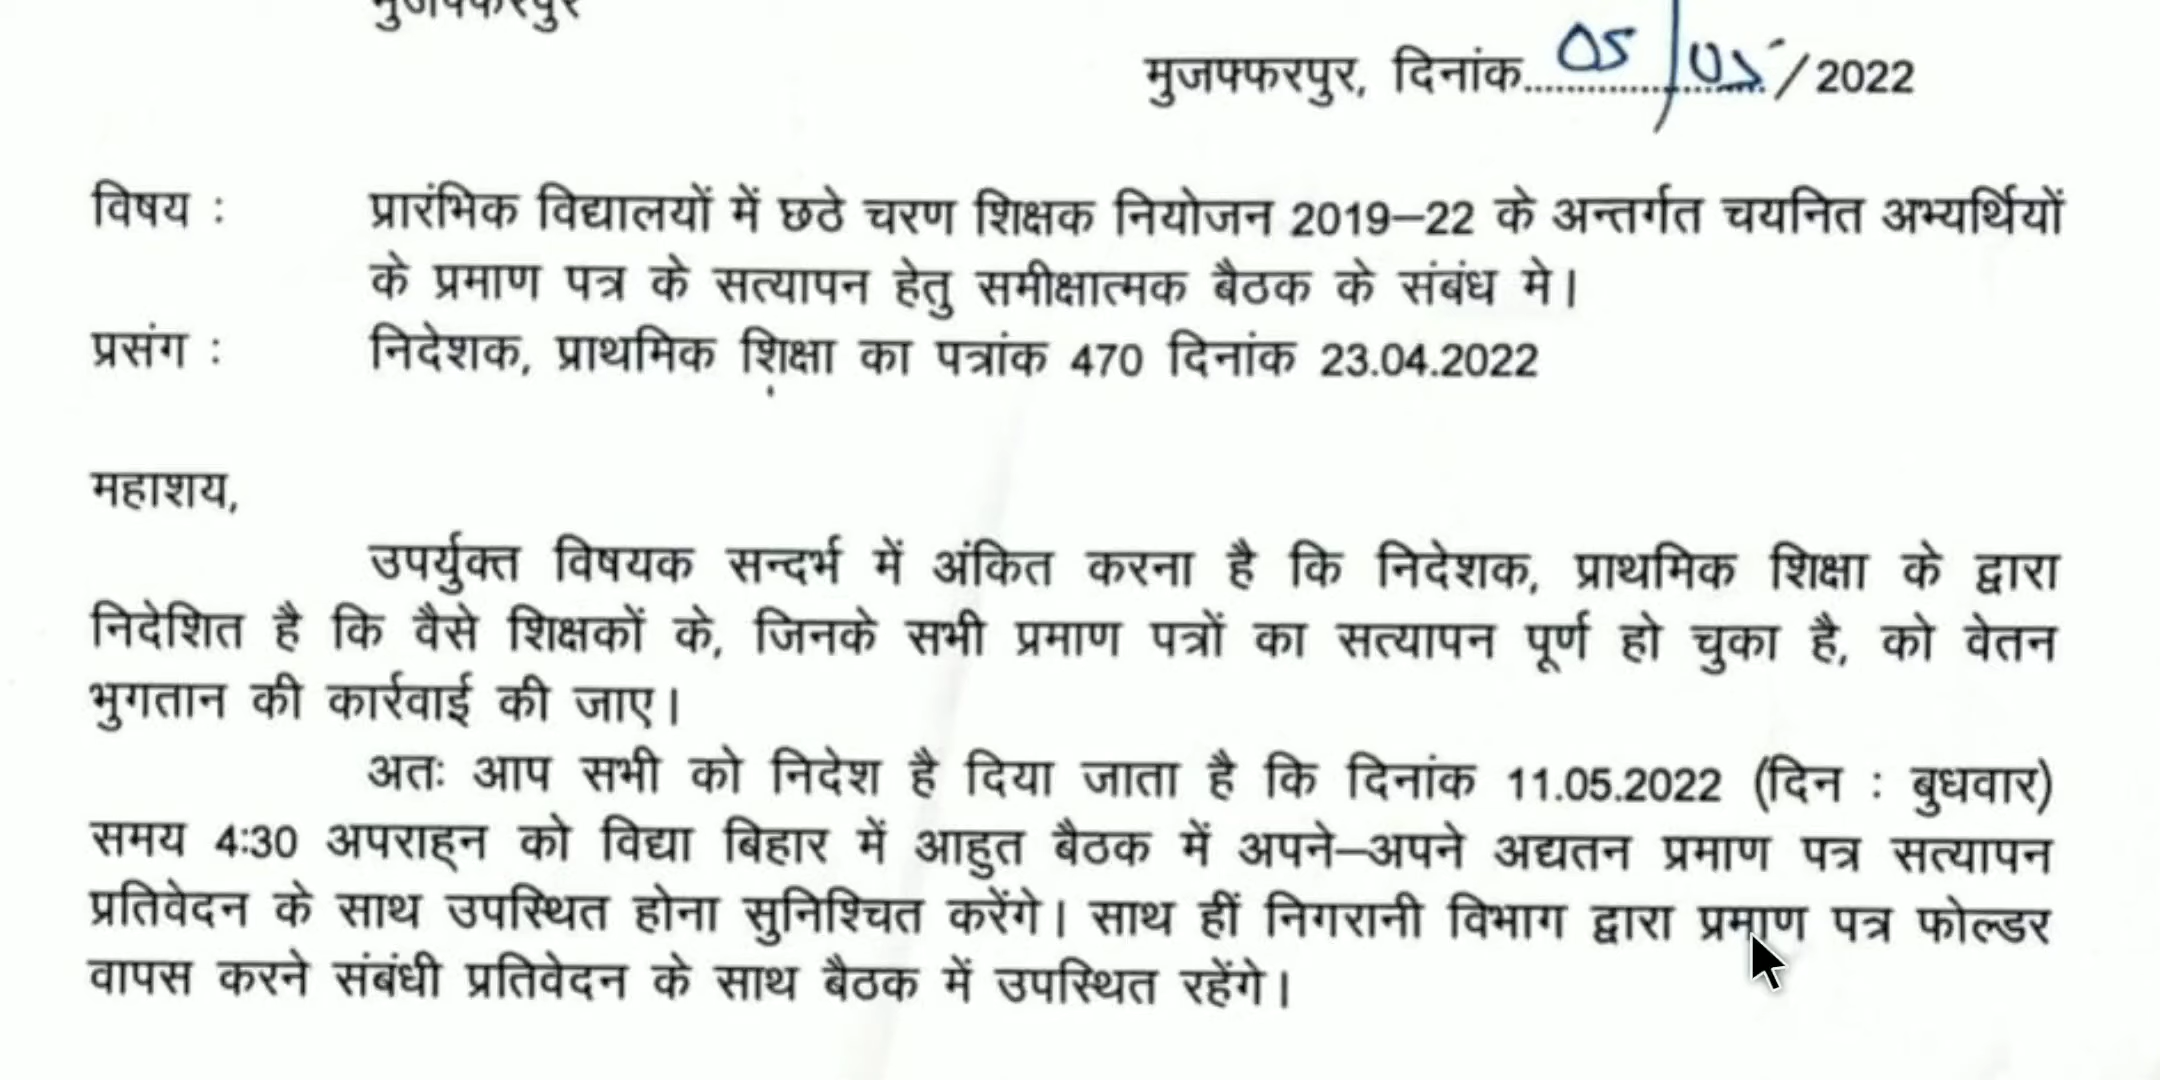 मुजफ्फरपुर
मुजफ्फरपुर, दिनांक 05/05/2022
विषय : प्रारंभिक विद्यालयों में छठे चरण शिक्षक नियोजन 2019–22 के अन्तर्गत चयनित अभ्यर्थियों
के प्रमाण पत्र के सत्यापन हेतु समीक्षात्मक बैठक के संबंध मे।
प्रसंग : निदेशक, प्राथमिक शिक्षा का पत्रांक 470 दिनांक 23.04.2022
महाशय,
उपर्युक्त विषयक सन्दर्भ में अंकित करना है कि निदेशक, प्राथमिक शिक्षा के द्वारा
निदेशित है कि वैसे शिक्षकों के, जिनके सभी प्रमाण पत्रों का सत्यापन पूर्ण हो चुका है, को वेतन
भुगतान की कार्रवाई की जाए।
अतः आप सभी को निदेश है दिया जाता है कि दिनांक 11.05.2022 (दिन : बुधवार)
समय 4:30 अपराह्न को विद्या बिहार में आहुत बैठक में अपने–अपने अद्यतन प्रमाण पत्र सत्यापन
प्रतिवेदन के साथ उपस्थित होना सुनिश्चित करेंगे। साथ हीं निगरानी विभाग द्वारा प्रमाण पत्र फोल्डर
वापस करने संबंधी प्रतिवेदन के साथ बैठक में उपस्थित रहेंगे।